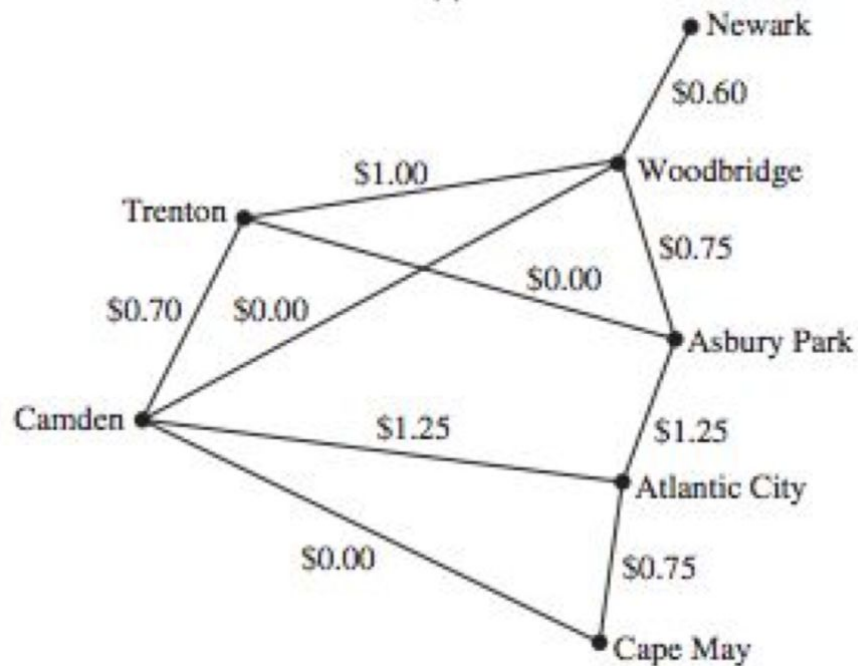 Newark
$0.60
$1.00
Woodbridge
Trenton
$0.75
$0.00
$0.70
$0.00
Asbury Park
Camden
$1.25
$1.25
Atlantic City
$0.00
$0.75
Cape May